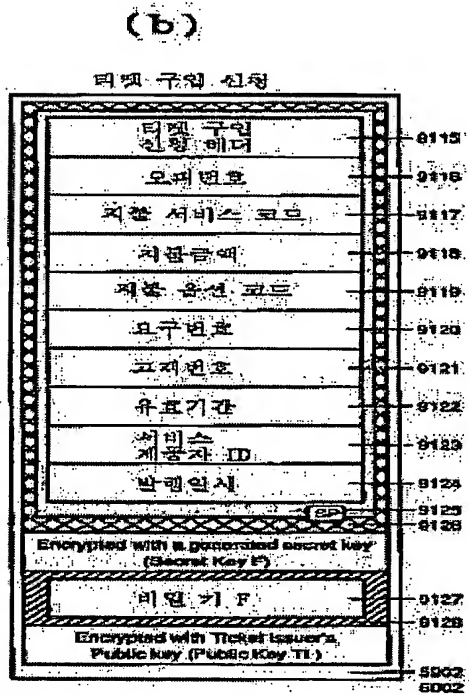 (b)
티켓 구입 신청
티켓 구입
신청 헤더
9115
오퍼번호
9116
지불 서비스 코드
9117
지불금액
9118
지불 옵션 코드
9119
요구번호
9120
고객번호
9121
유효기간
9122
서비스
제공자 ID
9123
발행일시
9124
SP
9125
9126
Encrypted with a generated secret key
(Secret Key F)
비밀 키 F
9127
9128
Encrypted with Ticket Issuer's
Public key (Public Key TI)
5902
6002